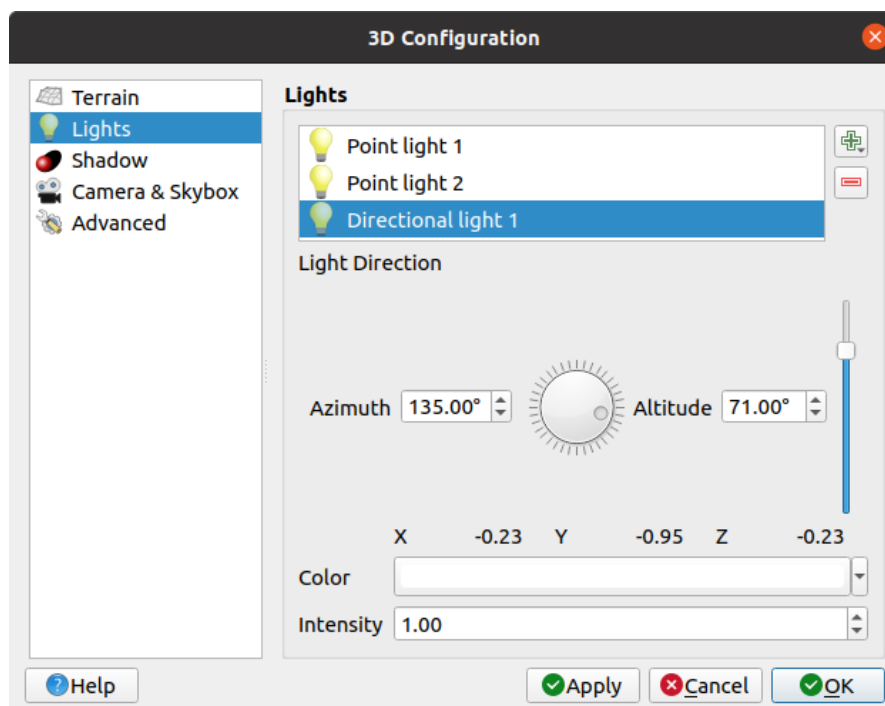 3D Configuration
Terrain
Lights
Shadow
Camera & Skybox
Advanced
Lights
Point light 1
Point light 2
Directional light 1
Light Direction
Azimuth 135.00° Altitude 71.00°
X -0.23 Y -0.95 Z -0.23
Color
Intensity 1.00
Help Apply Cancel OK